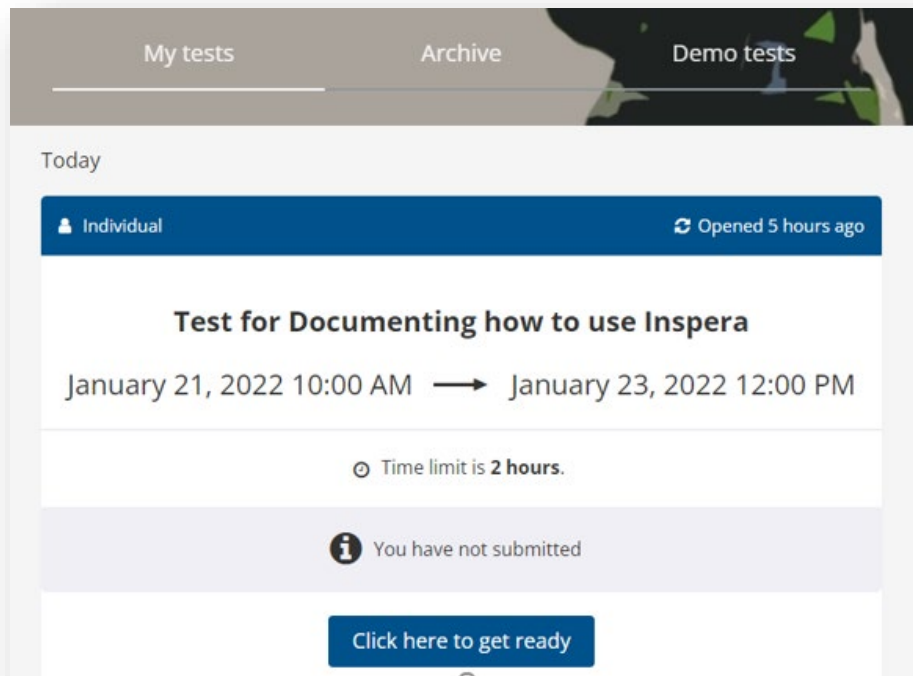 My tests Archive Demo tests
Today
Individual Opened 5 hours ago
Test for Documenting how to use Inspera
January 21, 2022 10:00 AM → January 23, 2022 12:00 PM
Time limit is 2 hours.
You have not submitted
Click here to get ready